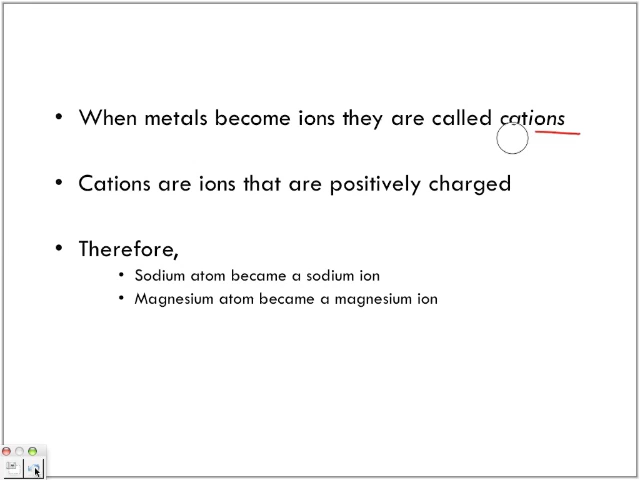 • When metals become ions they are called cations
• Cations are ions that are positively charged
• Therefore,
• Sodium atom became a sodium ion
• Magnesium atom became a magnesium ion